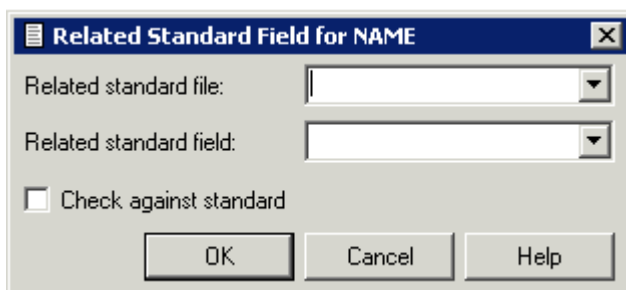 Related Standard Field for NAME
Related standard file:
Related standard field:
Check against standard
OK Cancel Help